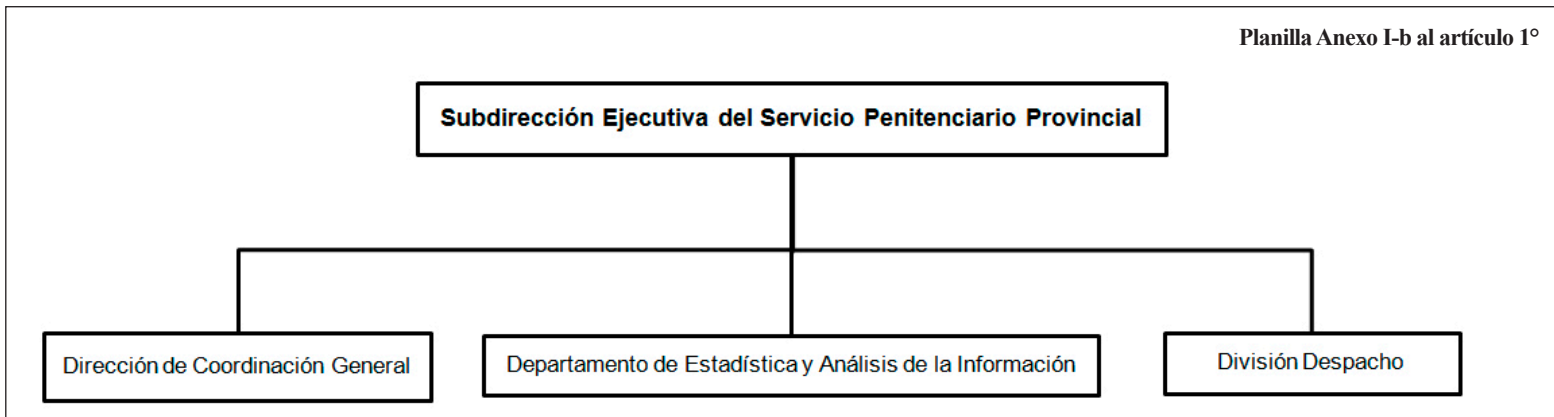 Planilla Anexo I-b al artículo 1°
Subdirección Ejecutiva del Servicio Penitenciario Provincial
Dirección de Coordinación General
Departamento de Estadística y Análisis de la Información
División Despacho